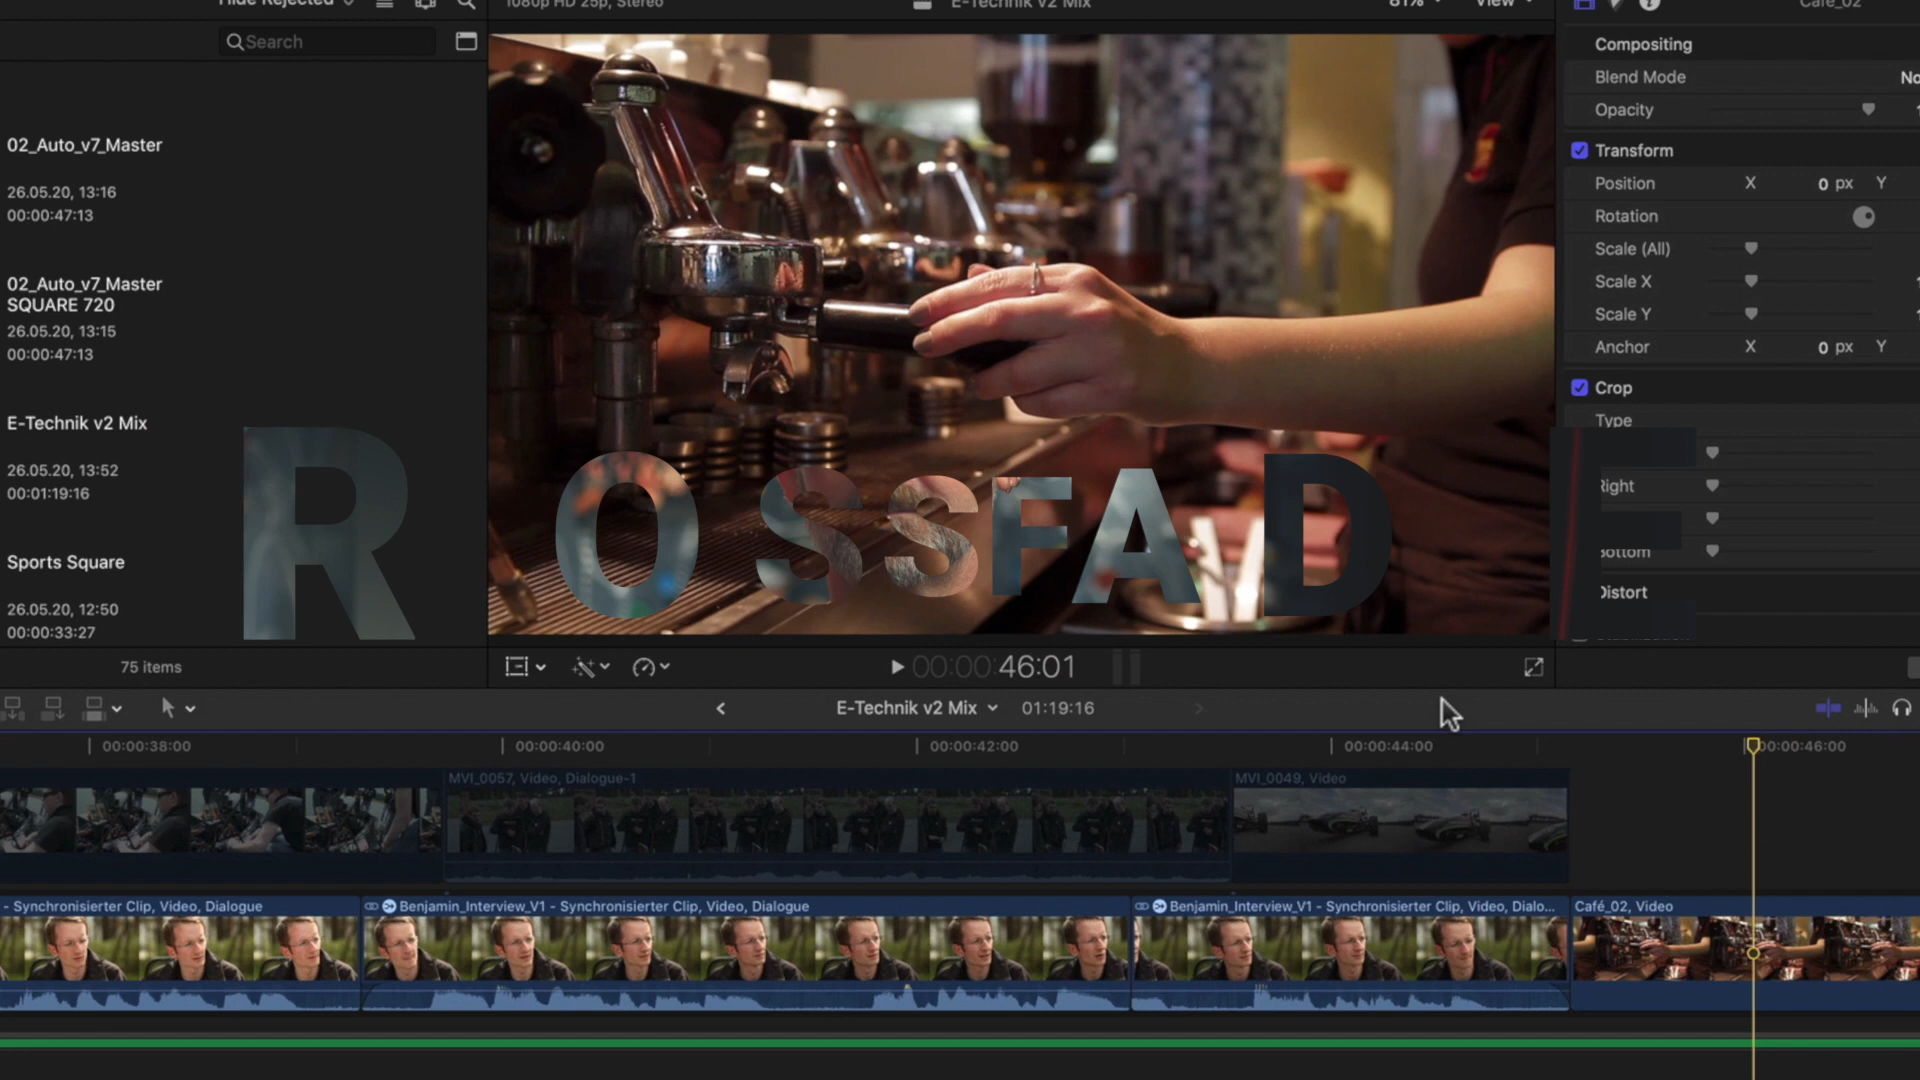 Hide Rejected
1080p HD 25p, Stereo
E-Technik v2 Mix
81%
View
Café_02
Search
Compositing
Blend Mode
Opacity
02_Auto_v7_Master
26.05.20, 13:16
00:00:47:13
Transform
Position X 0 px Y
Rotation
Scale (All)
Scale X
Scale Y
Anchor X 0 px Y
02_Auto_v7_Master
SQUARE 720
26.05.20, 13:15
00:00:47:13
Crop
Type
Right
Bottom
Distort
E-Technik v2 Mix
26.05.20, 13:52
00:01:19:16
Sports Square
26.05.20, 12:50
00:00:33:27
ROSSFADE
75 items
00:00:46:01
E-Technik v2 Mix
01:19:16
00:00:38:00
00:00:40:00
00:00:42:00
00:00:44:00
00:00:46:00
MVI_0057, Video, Dialogue-1
MVI_0049, Video
- Synchronisierter Clip, Video, Dialogue
Benjamin_Interview_V1 - Synchronisierter Clip, Video, Dialogue
Benjamin_Interview_V1 - Synchronisierter Clip, Video, Dialo...
Café_02, Video